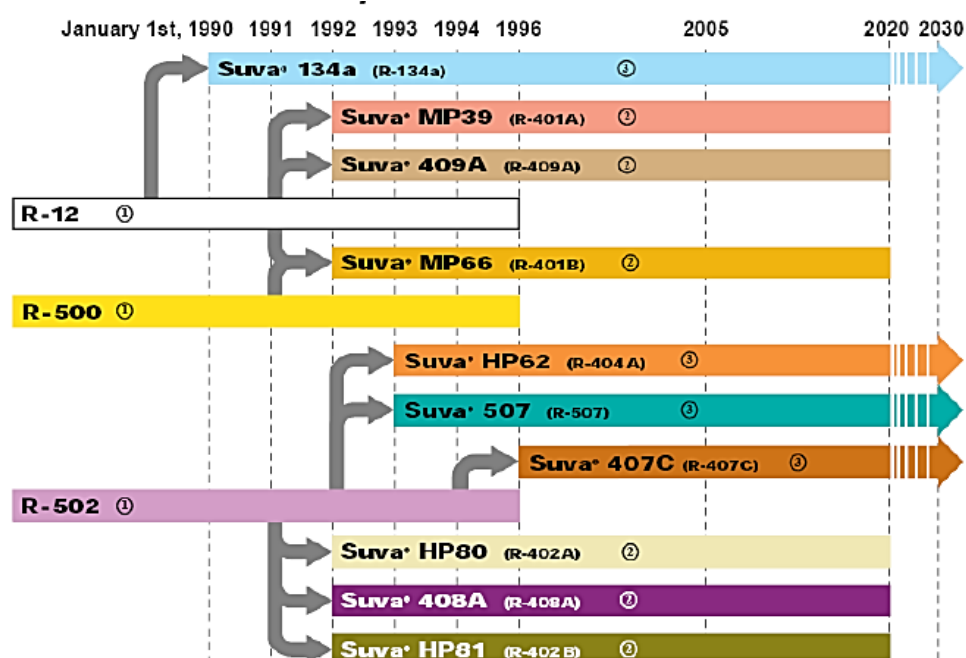 January 1st, 1990 1991 1992 1993 1994 1996 2005 2020 2030
Suva® 134a (R-134a) ③
Suva® MP39 (R-401A) ②
Suva® 409A (R-409A) ②
R-12 ①
Suva® MP66 (R-401B) ②
R-500 ①
Suva® HP62 (R-404A) ③
Suva® 507 (R-507) ③
Suva® 407C (R-407C) ③
R-502 ①
Suva® HP80 (R-402A) ②
Suva® 408A (R-408A) ②
Suva® HP81 (R-402B) ②